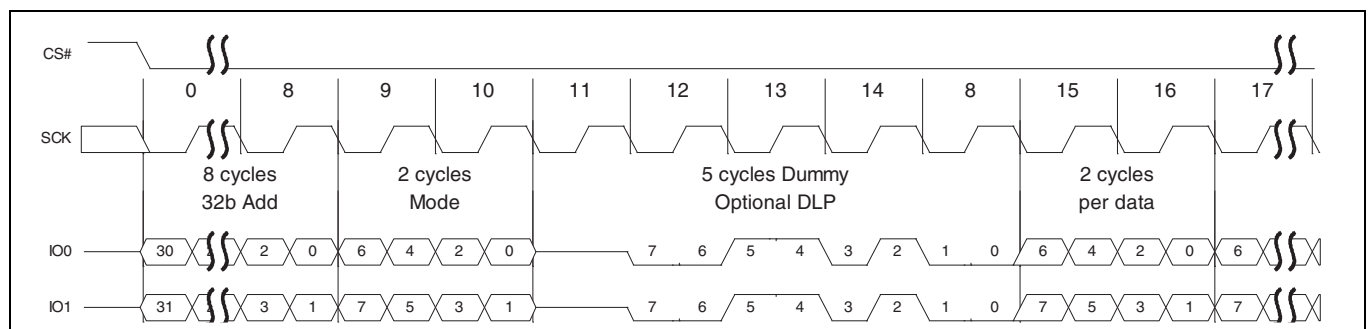 CS#
0 8 9 10 11 12 13 14 8 15 16 17
SCK
8 cycles 2 cycles 5 cycles Dummy 2 cycles
32b Add Mode Optional DLP per data
IO0 30 2 0 6 4 2 0 7 6 5 4 3 2 1 0 6 4 2 0 6
IO1 31 3 1 7 5 3 1 7 6 5 4 3 2 1 0 7 5 3 1 7